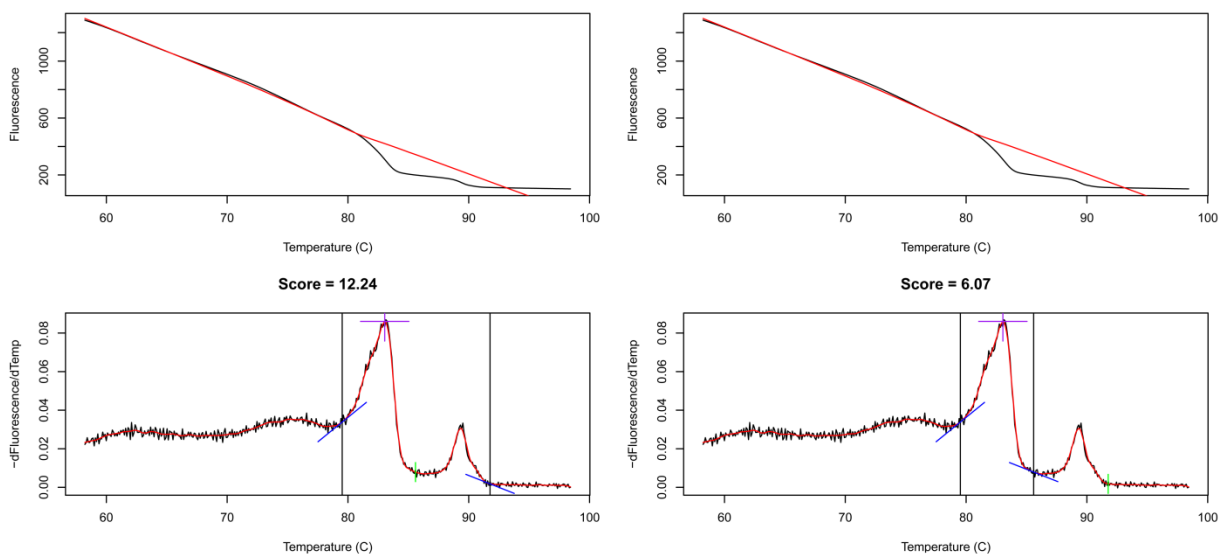 Fluorescence
1000
600
200
60 70 80 90 100
Temperature (C)
Fluorescence
1000
600
200
60 70 80 90 100
Temperature (C)
Score = 12.24
−dFluorescence/dTemp
0.08
0.06
0.04
0.02
0.00
60 70 80 90 100
Temperature (C)
Score = 6.07
−dFluorescence/dTemp
0.08
0.06
0.04
0.02
0.00
60 70 80 90 100
Temperature (C)